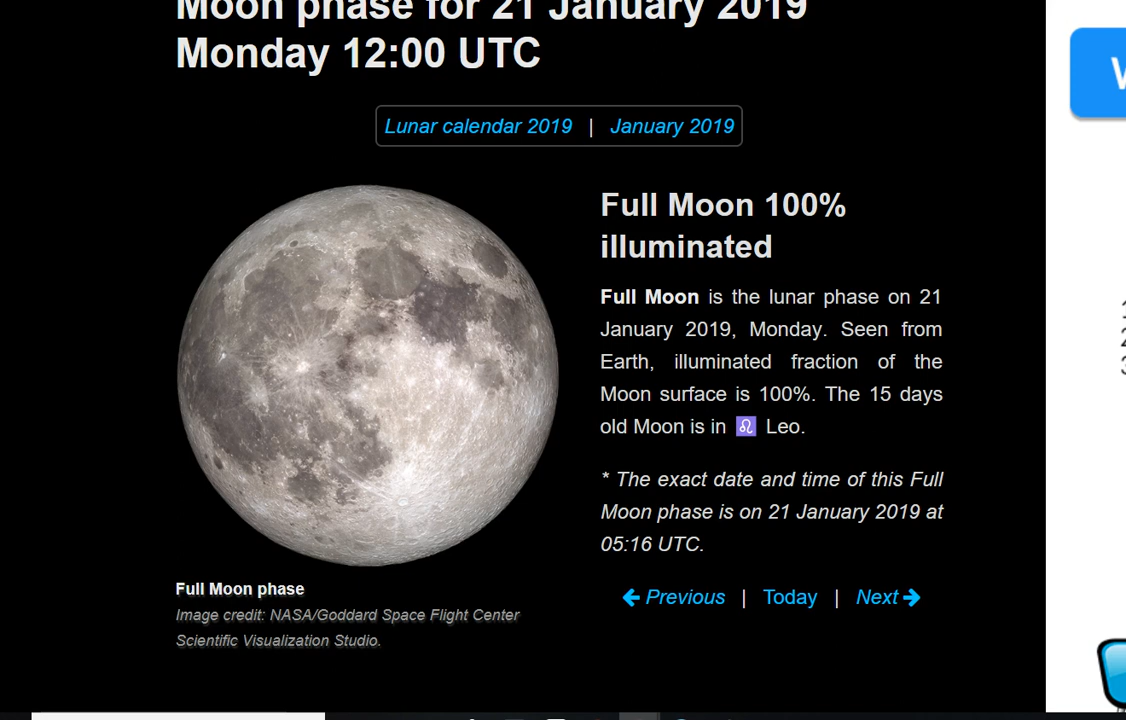 Moon phase for 21 January 2019
Monday 12:00 UTC
Lunar calendar 2019 | January 2019
Full Moon 100%
illuminated
Full Moon is the lunar phase on 21
January 2019, Monday. Seen from
Earth, illuminated fraction of the
Moon surface is 100%. The 15 days
old Moon is in ♌ Leo.
* The exact date and time of this Full
Moon phase is on 21 January 2019 at
05:16 UTC.
Previous | Today | Next
Full Moon phase
Image credit: NASA/Goddard Space Flight Center
Scientific Visualization Studio.